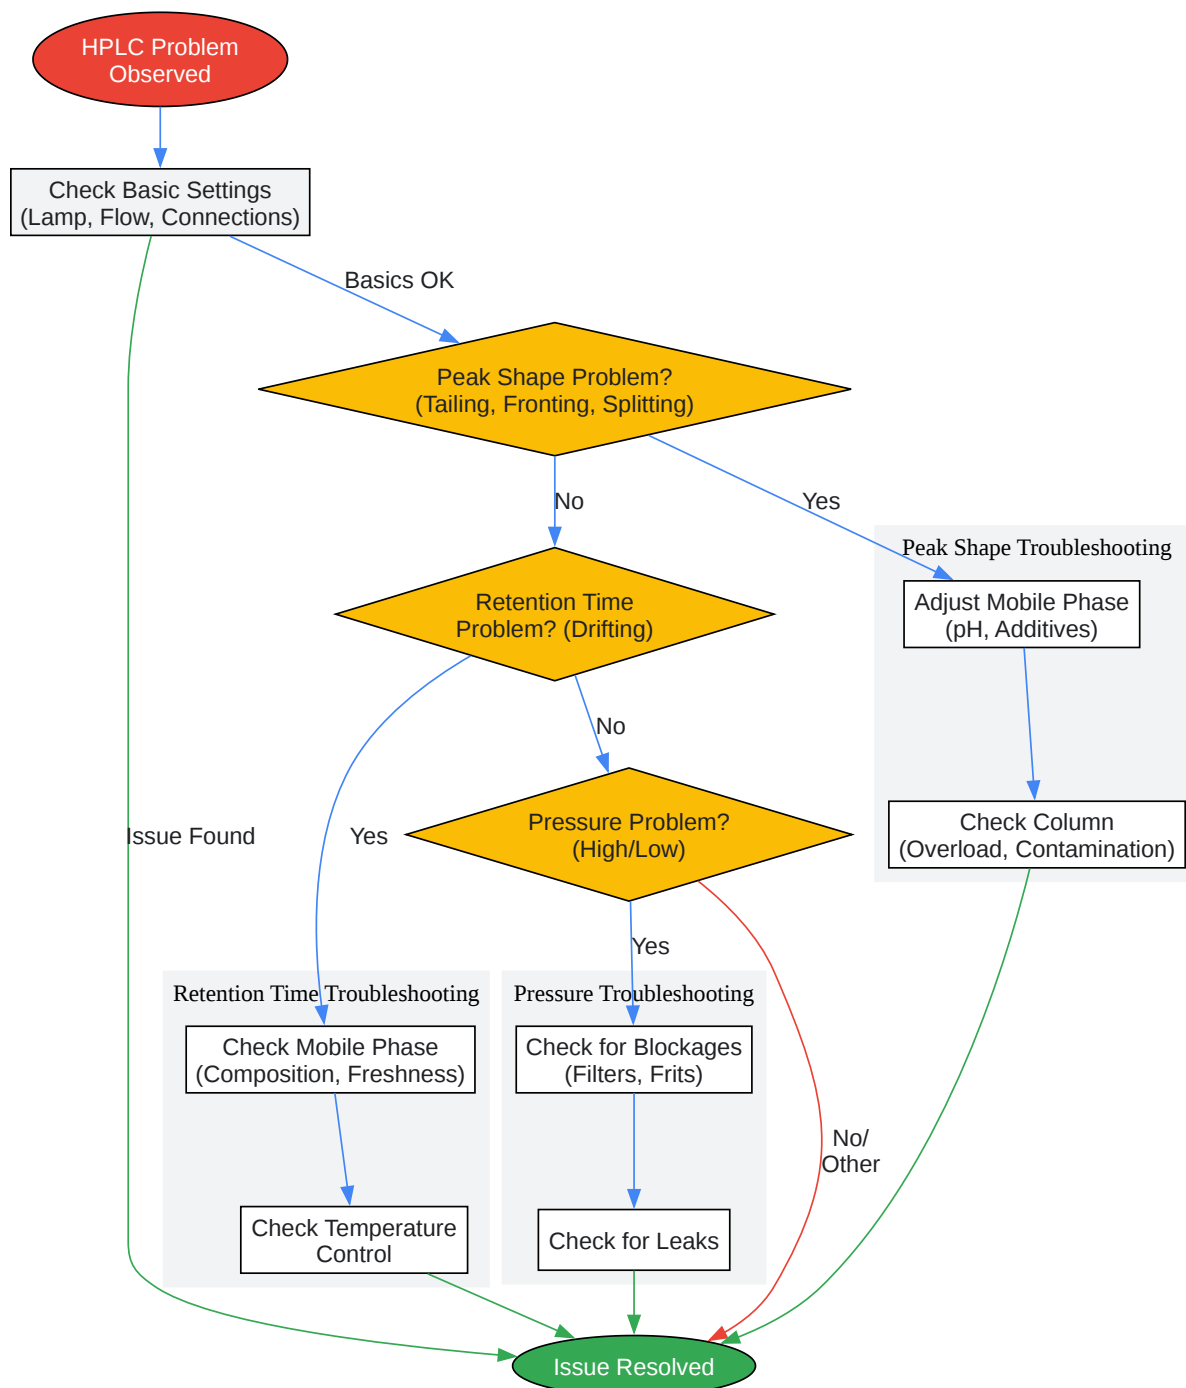 HPLC Problem
Observed
Check Basic Settings
(Lamp, Flow, Connections)
Basics OK
Peak Shape Problem?
(Tailing, Fronting, Splitting)
No
Yes
Peak Shape Troubleshooting
Adjust Mobile Phase
(pH, Additives)
Retention Time
Problem? (Drifting)
No
Pressure Problem?
(High/Low)
Check Column
(Overload, Contamination)
Issue Found
Yes
Yes
Retention Time Troubleshooting
Check Mobile Phase
(Composition, Freshness)
Pressure Troubleshooting
Check for Blockages
(Filters, Frits)
No/
Other
Check Temperature
Control
Check for Leaks
Issue Resolved